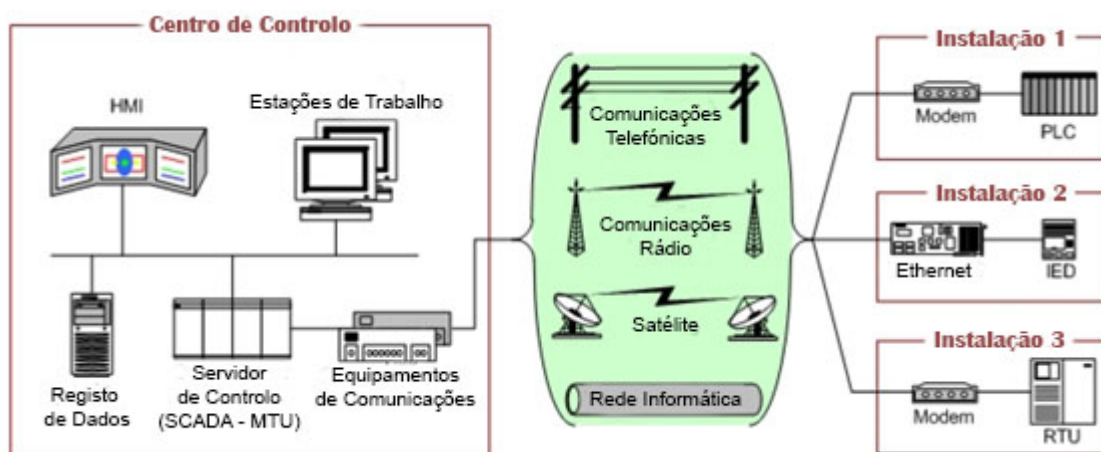 Centro de Controlo
HMI
Estações de Trabalho
Registo
de Dados
Servidor
de Controlo
(SCADA - MTU)
Equipamentos
de Comunicações
Comunicações
Telefónicas
Comunicações
Rádio
Satélite
Rede Informática
Instalação 1
Modem
PLC
Instalação 2
Ethernet
IED
Instalação 3
Modem
RTU